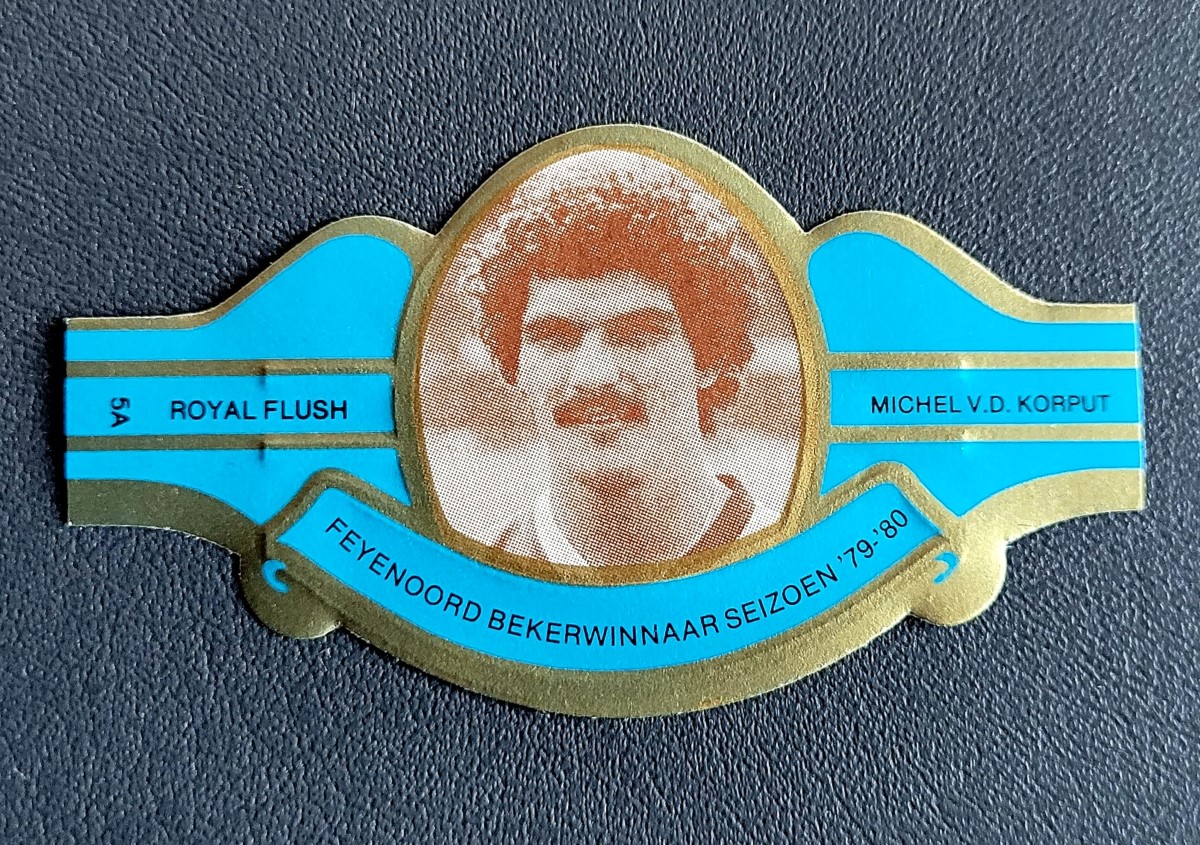 5A
ROYAL FLUSH
MICHEL V.D. KORPUT
FEYENOORD BEKERWINNAAR SEIZOEN '79-'80